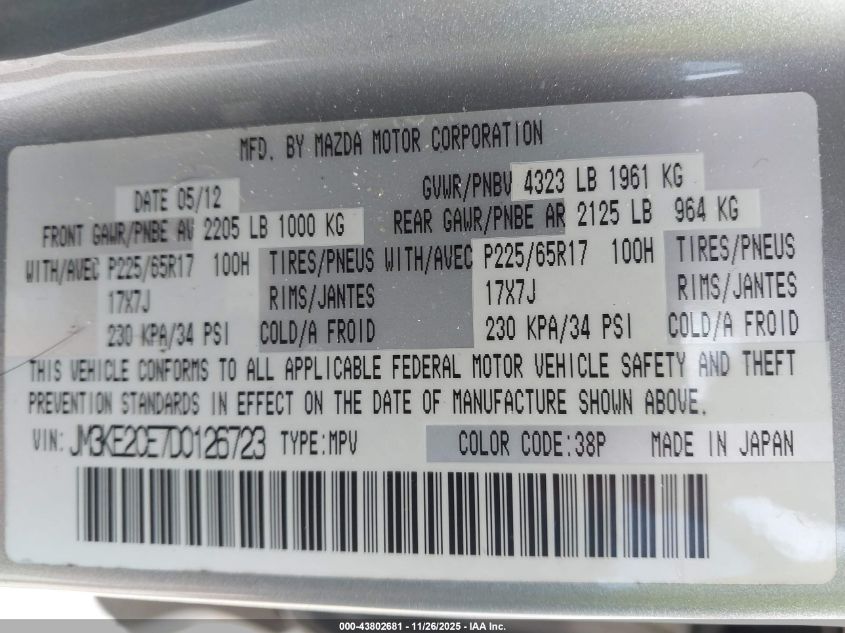 MFD. BY MAZDA MOTOR CORPORATION
DATE 05/12 GVWR/PNBV 4323 LB 1961 KG
FRONT GAWR/PNBE AV 2205 LB 1000 KG REAR GAWR/PNBE AR 2125 LB 964 KG
WITH/AVEC P225/65R17 100H TIRES/PNEUS WITH/AVEC P225/65R17 100H TIRES/PNEUS
17X7J RIMS/JANTES 17X7J RIMS/JANTES
230 KPA/34 PSI COLD/A FROID 230 KPA/34 PSI COLD/A FROID
THIS VEHICLE CONFORMS TO ALL APPLICABLE FEDERAL MOTOR VEHICLE SAFETY AND THEFT
PREVENTION STANDARDS IN EFFECT ON THE DATE OF MANUFACTURE SHOWN ABOVE.
VIN: JM3KE2CE7D0126723 TYPE:MPV COLOR CODE:38P MADE IN JAPAN
000-43802681 - 11/26/2025 - IAA Inc.